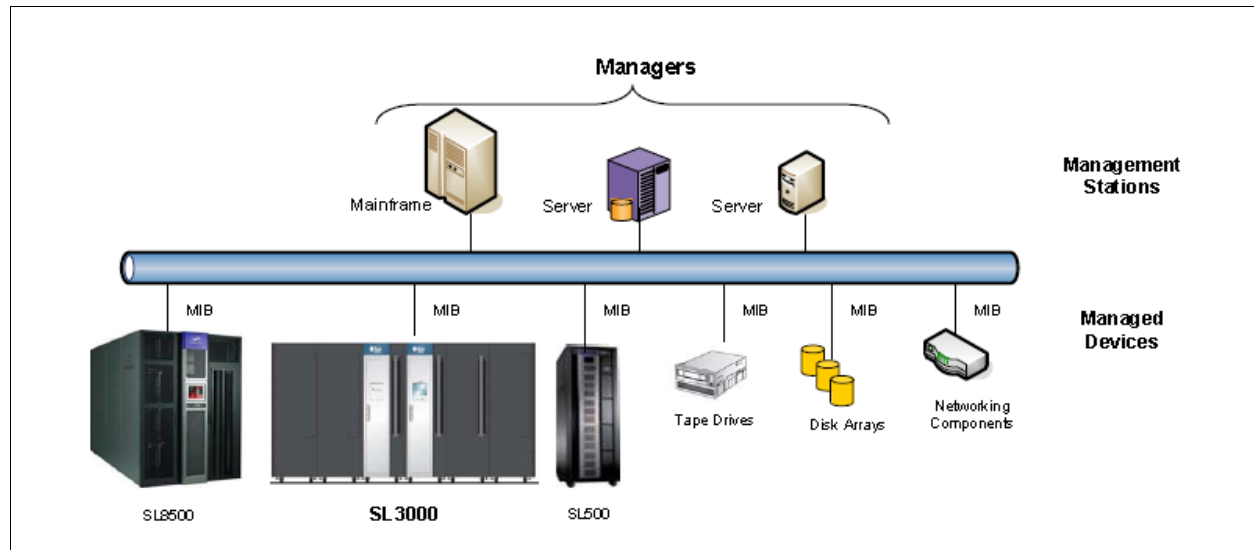 Managers
Management
Stations
Mainframe
Server
Server
MIB
MIB
MIB
MIB
MIB
MIB
Managed
Devices
Tape Drives
Disk Arrays
Networking
Components
SL8500
SL3000
SL500